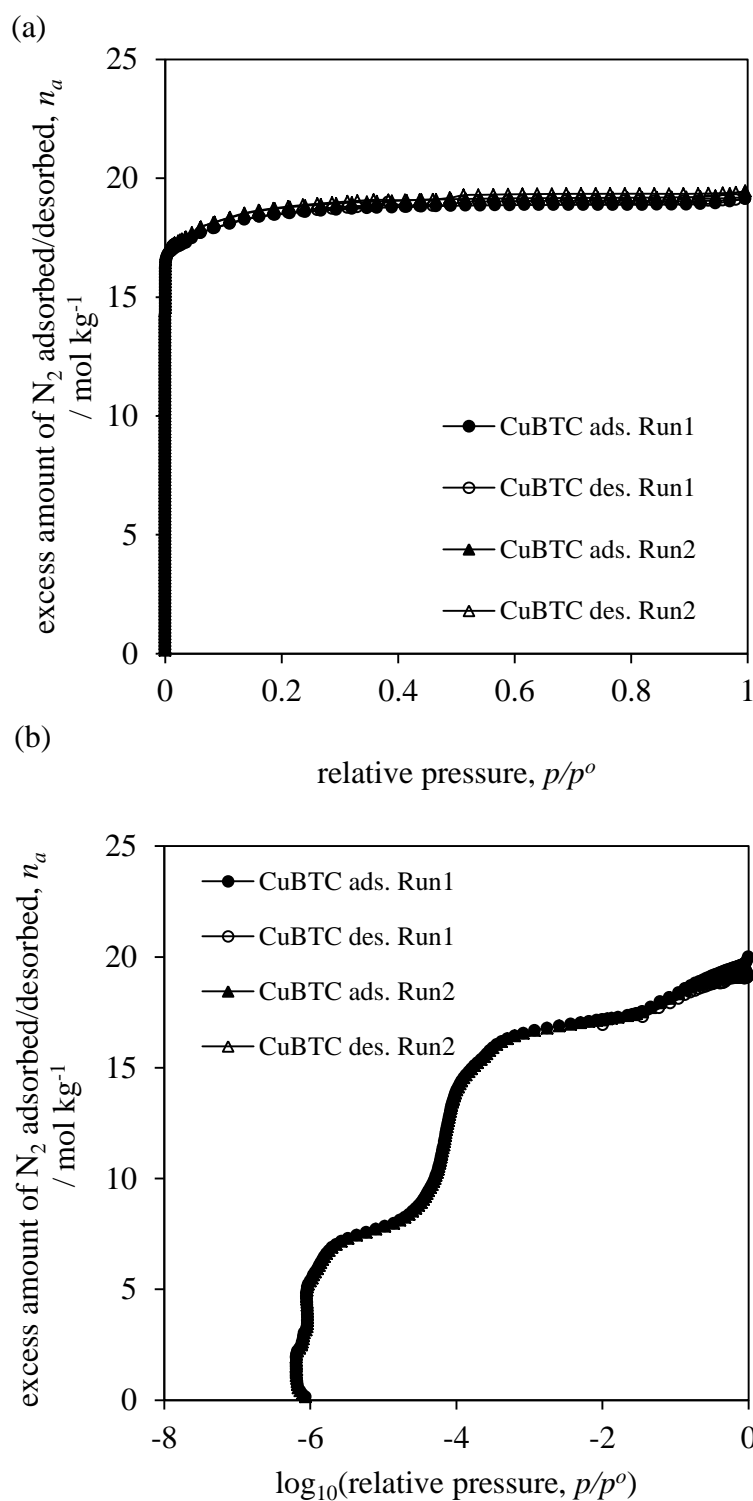 (a)
excess amount of N₂ adsorbed/desorbed, nₐ
/ mol kg⁻¹
25
20
15
10
5
0
CuBTC ads. Run1
CuBTC des. Run1
CuBTC ads. Run2
CuBTC des. Run2
0
0.2
0.4
0.6
0.8
1
relative pressure, p/pᵒ
(b)
excess amount of N₂ adsorbed/desorbed, nₐ
/ mol kg⁻¹
25
20
15
10
5
0
CuBTC ads. Run1
CuBTC des. Run1
CuBTC ads. Run2
CuBTC des. Run2
-8
-6
-4
-2
0
log₁₀(relative pressure, p/pᵒ)